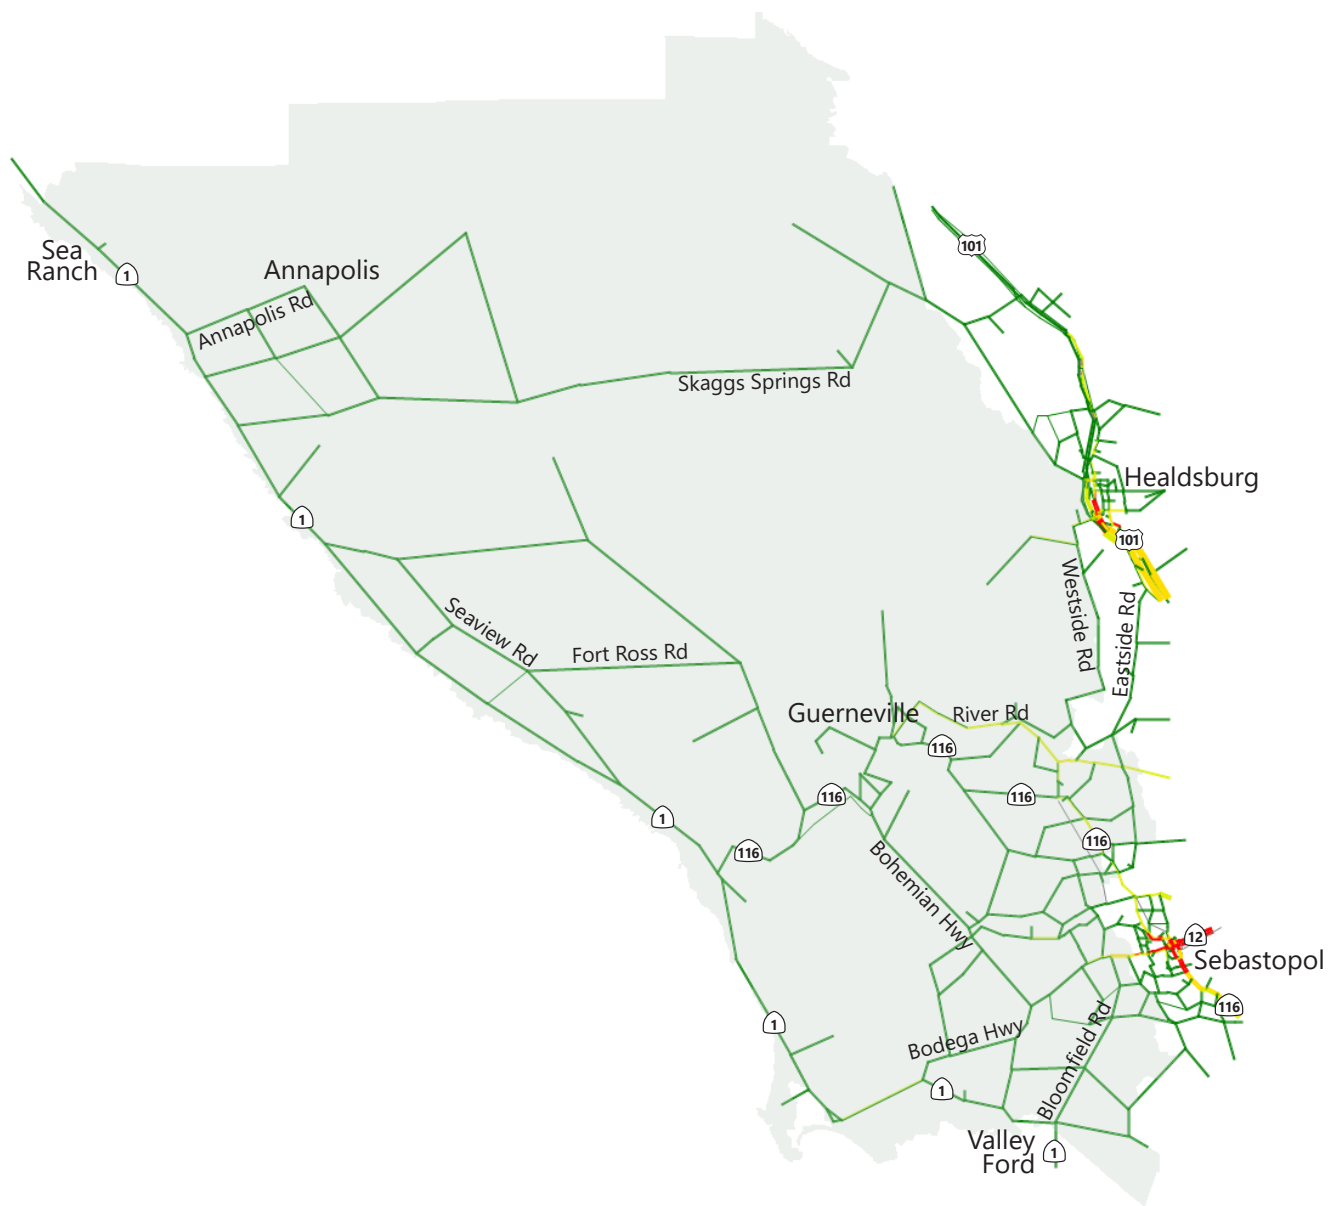 101
Sea
Ranch
1
Annapolis
Annapolis Rd
Skaggs Springs Rd
Healdsburg
1
101
Westside Rd
Eastside Rd
Seaview Rd
Fort Ross Rd
Guerneville
River Rd
116
116
116
1
116
116
Bohemian Hwy
12
Sebastopol
116
1
Bodega Hwy
Bloomfield Rd
1
Valley
Ford
1